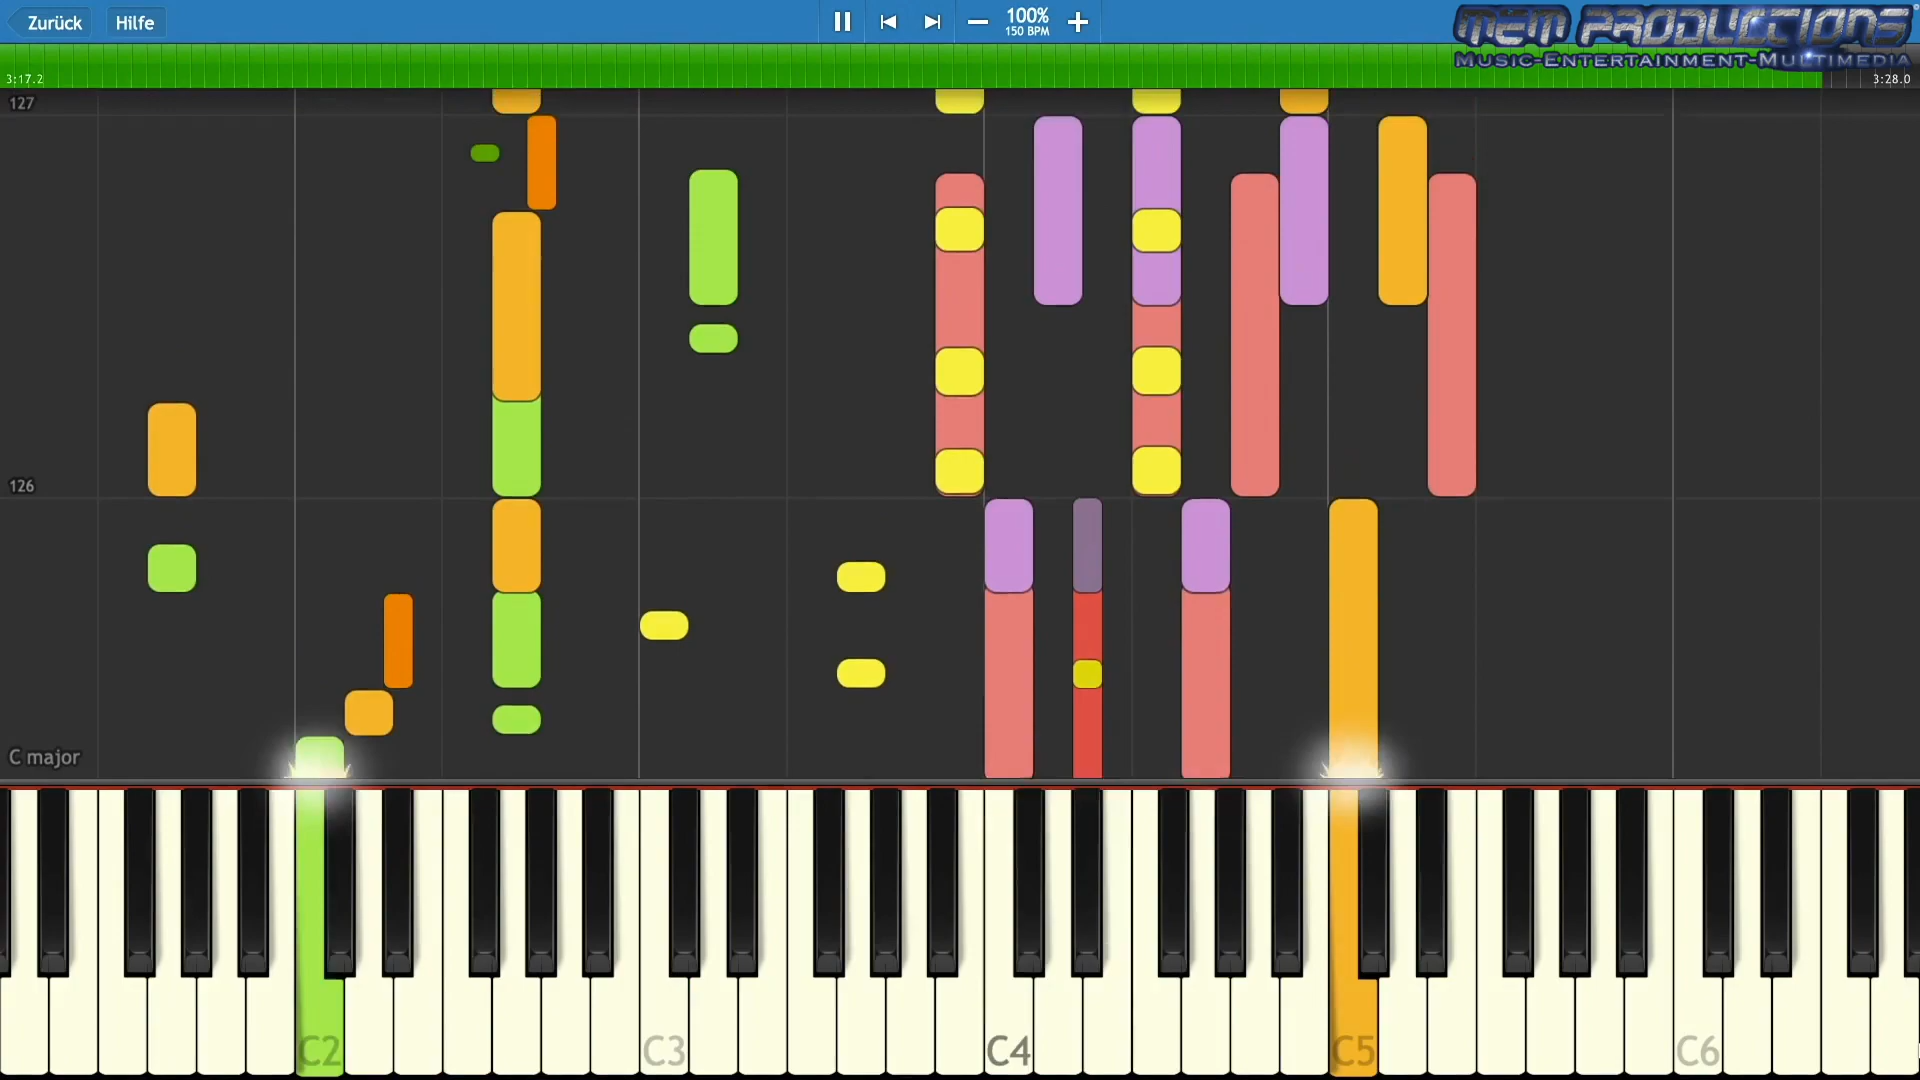 Zurück
Hilfe
100%
150 BPM
MEM PRODUCTIONS
MUSIC-ENTERTAINMENT-MULTIMEDIA
3:17.2
3:28.0
127
126
C major
C2
C3
C4
C5
C6